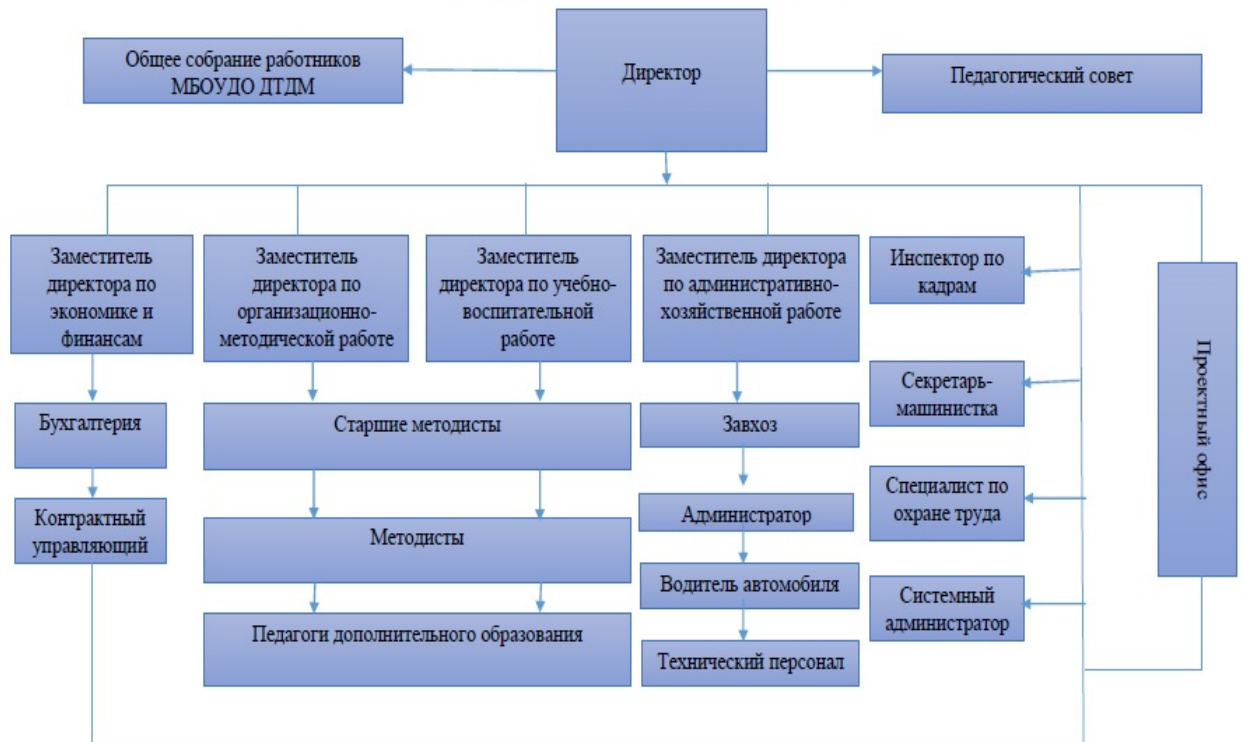 Общее собрание работников
МБОУДО ДТДМ
Директор
Педагогический совет
Заместитель
директора по
экономике и
финансам
Заместитель
директора по
организационно-
методической работе
Заместитель
директора по учебно-
воспитательной
работе
Заместитель директора
по административно-
хозяйственной работе
Инспектор по
кадрам
Проектный офис
Бухгалтерия
Старшие методисты
Завхоз
Секретарь-
машинистка
Контрактный
управляющий
Методисты
Администратор
Специалист по
охране труда
Водитель автомобиля
Системный
администратор
Педагоги дополнительного образования
Технический персонал